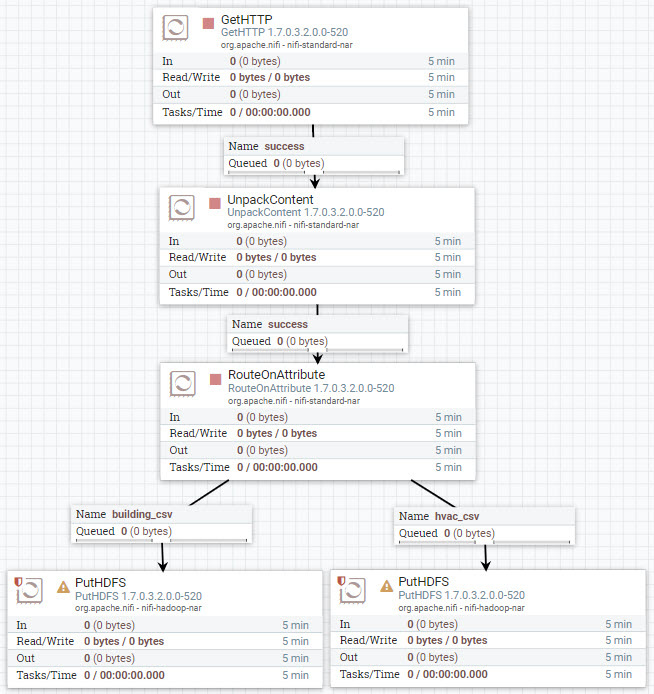 GetHTTP
GetHTTP 1.7.0.3.2.0.0-520
org.apache.nifi - nifi-standard-nar
In 0 (0 bytes) 5 min
Read/Write 0 bytes / 0 bytes 5 min
Out 0 (0 bytes) 5 min
Tasks/Time 0 / 00:00:00.000 5 min
Name success
Queued 0 (0 bytes)
UnpackContent
UnpackContent 1.7.0.3.2.0.0-520
org.apache.nifi - nifi-standard-nar
In 0 (0 bytes) 5 min
Read/Write 0 bytes / 0 bytes 5 min
Out 0 (0 bytes) 5 min
Tasks/Time 0 / 00:00:00.000 5 min
Name success
Queued 0 (0 bytes)
RouteOnAttribute
RouteOnAttribute 1.7.0.3.2.0.0-520
org.apache.nifi - nifi-standard-nar
In 0 (0 bytes) 5 min
Read/Write 0 bytes / 0 bytes 5 min
Out 0 (0 bytes) 5 min
Tasks/Time 0 / 00:00:00.000 5 min
Name building_csv
Queued 0 (0 bytes)
Name hvac_csv
Queued 0 (0 bytes)
PutHDFS
PutHDFS 1.7.0.3.2.0.0-520
org.apache.nifi - nifi-hadoop-nar
In 0 (0 bytes) 5 min
Read/Write 0 bytes / 0 bytes 5 min
Out 0 (0 bytes) 5 min
Tasks/Time 0 / 00:00:00.000 5 min
PutHDFS
PutHDFS 1.7.0.3.2.0.0-520
org.apache.nifi - nifi-hadoop-nar
In 0 (0 bytes) 5 min
Read/Write 0 bytes / 0 bytes 5 min
Out 0 (0 bytes) 5 min
Tasks/Time 0 / 00:00:00.000 5 min